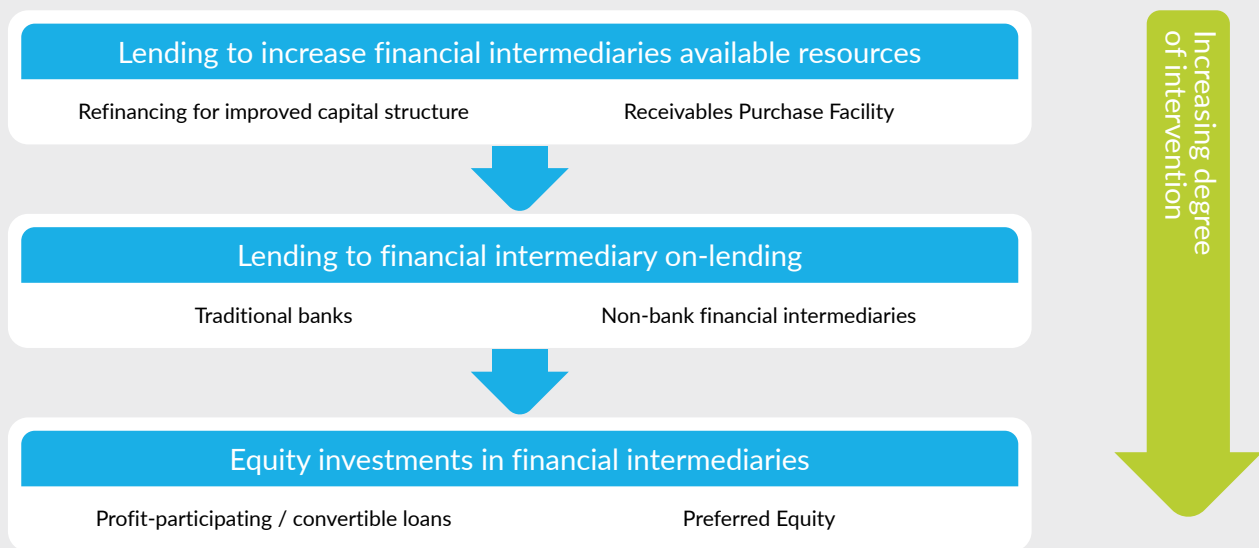 Lending to increase financial intermediaries available resources
Refinancing for improved capital structure
Receivables Purchase Facility
Lending to financial intermediary on-lending
Traditional banks
Non-bank financial intermediaries
Equity investments in financial intermediaries
Profit-participating / convertible loans
Preferred Equity
Increasing degree
of intervention